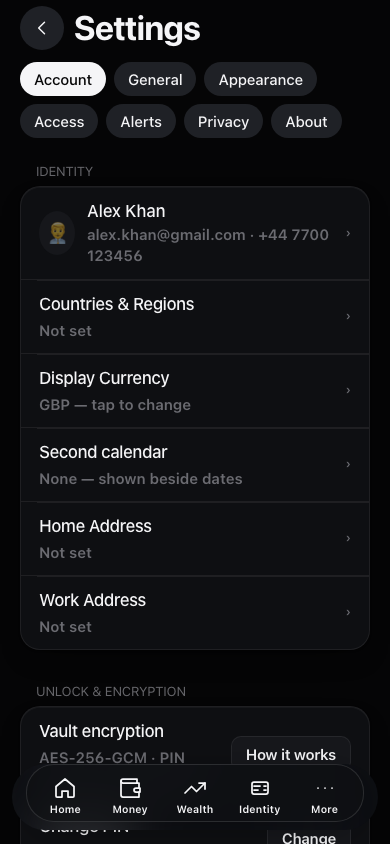 Settings
Account
General
Appearance
Access
Alerts
Privacy
About
IDENTITY
Alex Khan
alex.khan@gmail.com · +44 7700
123456
Countries & Regions
Not set
Display Currency
GBP — tap to change
Second calendar
None — shown beside dates
Home Address
Not set
Work Address
Not set
UNLOCK & ENCRYPTION
Vault encryption
AES-256-GCM · PIN
How it works
Home
Money
Wealth
Identity
More
Change PIN
Change